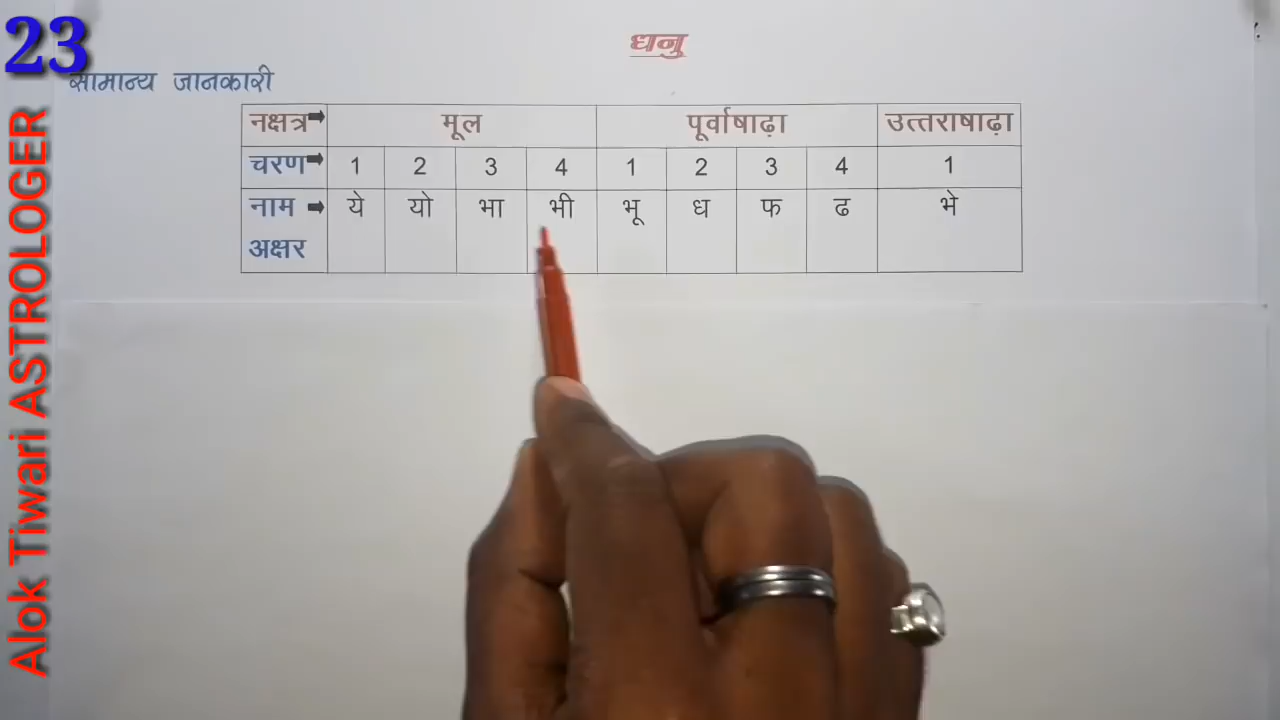 23
धनु
सामान्य जानकारी
नक्षत्र➡ मूल पूर्वाषाढ़ा उत्तराषाढ़ा
चरण➡ 1 2 3 4 1 2 3 4 1
नाम ➡ ये यो भा भी भू ध फ ढ भे
अक्षर
Alok Tiwari ASTROLOGER